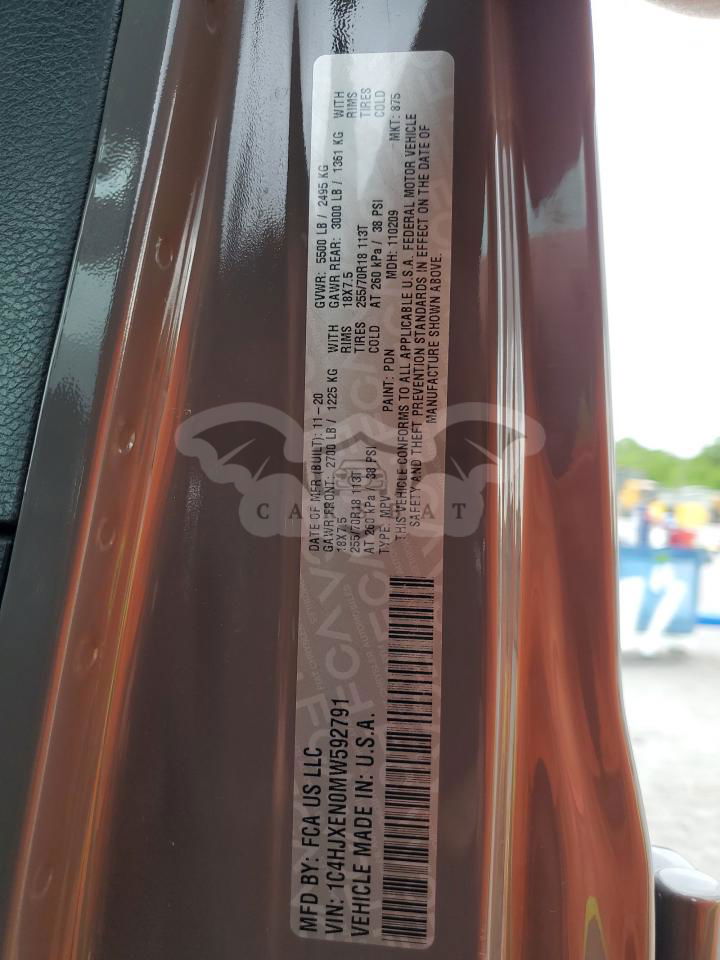 MFD BY: FCA US LLC
DATE OF MFR (BUILT): 11-20
GVWR: 5500 LB / 2495 KG
VIN: 1C4HJXEN0MW592791
GAWR FRONT: 2700 LB / 1225 KG WITH
GAWR REAR: 3000 LB / 1361 KG WITH
18X7.5 RIMS
18X7.5 RIMS
VEHICLE MADE IN: U.S.A.
255/70R18 113T TIRES
255/70R18 113T TIRES
AT 260 kPa / 38 PSI COLD
AT 260 kPa / 38 PSI COLD
TYPE: MPV PAINT: PDN MDH: 110209 MKT: 875
THIS VEHICLE CONFORMS TO ALL APPLICABLE U.S.A. FEDERAL MOTOR VEHICLE
SAFETY AND THEFT PREVENTION STANDARDS IN EFFECT ON THE DATE OF
MANUFACTURE SHOWN ABOVE.